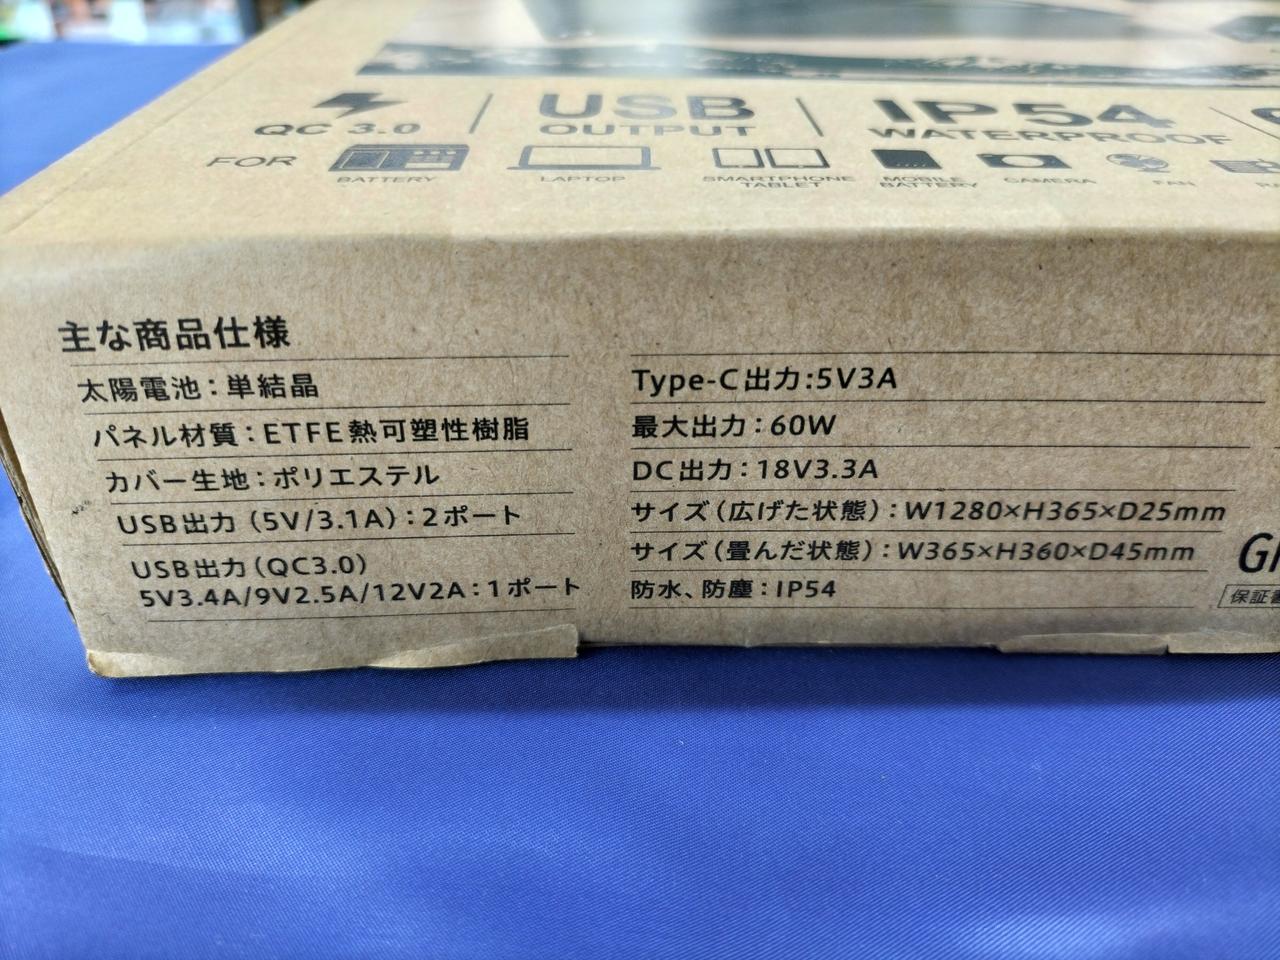 QC 3.0
USB
OUTPUT
IP54
WATERPROOF
FOR
BATTERY
LAPTOP
SMARTPHONE
TABLET
MOBILE
BATTERY
CAMERA
FAN
主な商品仕様
太陽電池：単結晶
パネル材質：ETFE熱可塑性樹脂
カバー生地：ポリエステル
USB出力（5V/3.1A）：2ポート
USB出力（QC3.0）
5V3.4A/9V2.5A/12V2A：1ポート
Type-C出力:5V3A
最大出力：60W
DC出力：18V3.3A
サイズ（広げた状態）：W1280×H365×D25mm
サイズ（畳んだ状態）：W365×H360×D45mm
防水、防塵：IP54
保証書